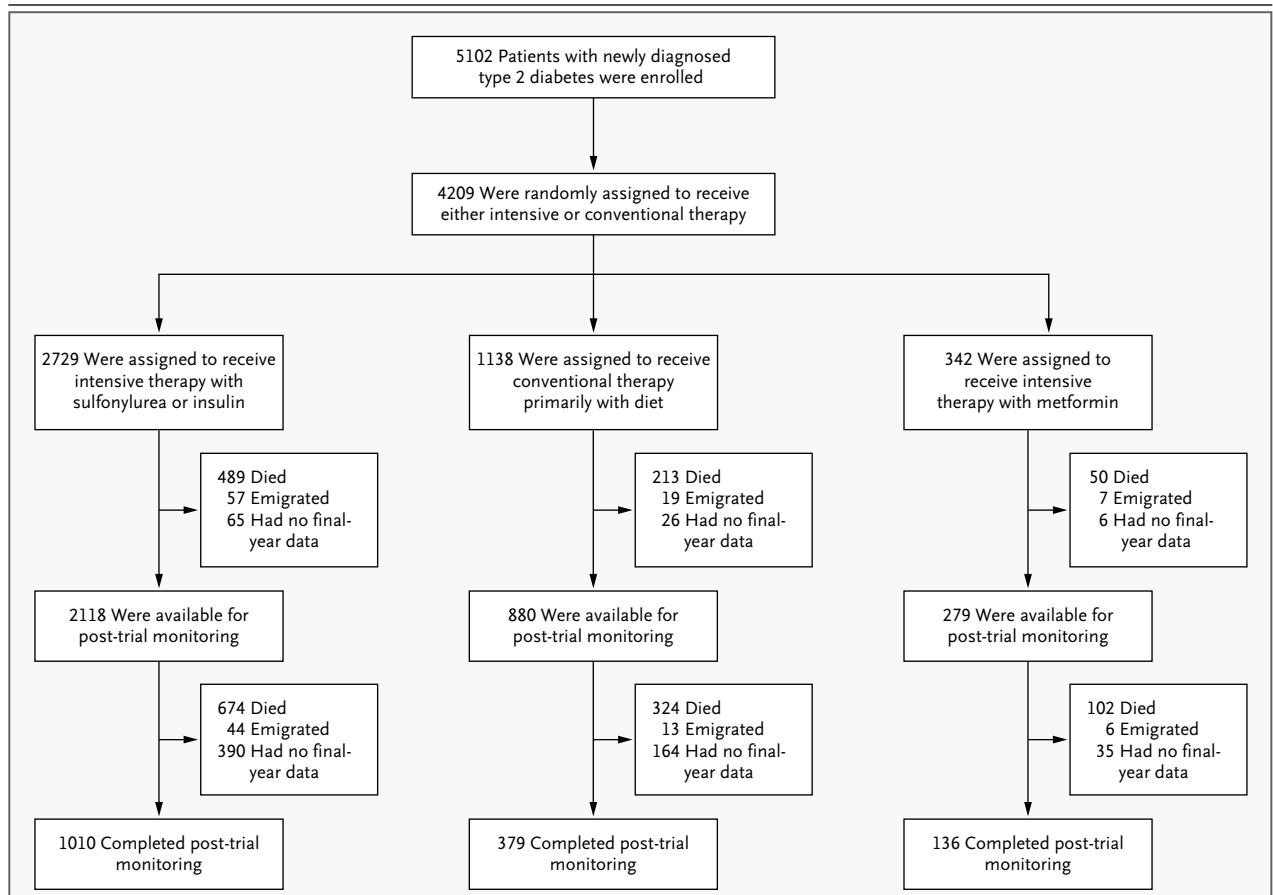 5102 Patients with newly diagnosed
type 2 diabetes were enrolled
4209 Were randomly assigned to receive
either intensive or conventional therapy
2729 Were assigned to receive
intensive therapy with
sulfonylurea or insulin
1138 Were assigned to receive
conventional therapy
primarily with diet
342 Were assigned to
receive intensive
therapy with metformin
489 Died
57 Emigrated
65 Had no final-
year data
213 Died
19 Emigrated
26 Had no final-
year data
50 Died
7 Emigrated
6 Had no final-
year data
2118 Were available for
post-trial monitoring
880 Were available for
post-trial monitoring
279 Were available for
post-trial monitoring
674 Died
44 Emigrated
390 Had no final-
year data
324 Died
13 Emigrated
164 Had no final-
year data
102 Died
6 Emigrated
35 Had no final-
year data
1010 Completed post-trial
monitoring
379 Completed post-trial
monitoring
136 Completed post-trial
monitoring